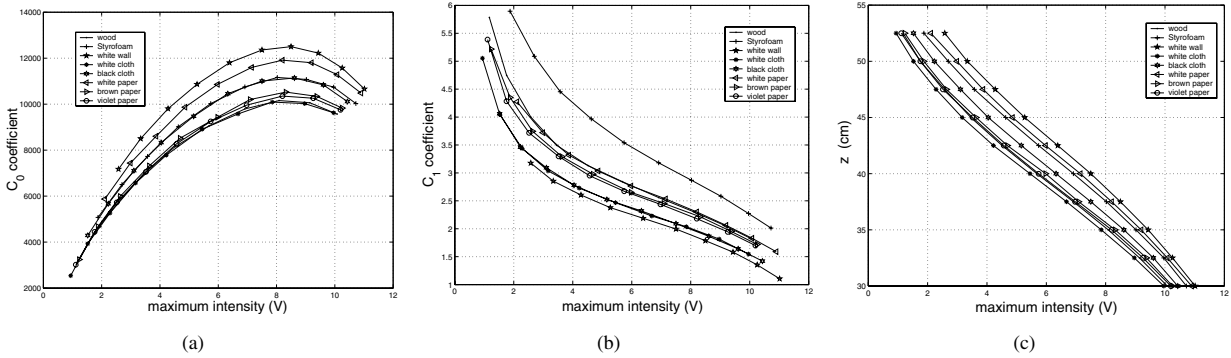 14000
12000
10000
8000
6000
4000
2000
0 2 4 6 8 10 12
C0 coefficient
maximum intensity (V)
wood
Styrofoam
white wall
white cloth
black cloth
white paper
brown paper
violet paper
(a)
6
5.5
5
4.5
4
3.5
3
2.5
2
1.5
1
0 2 4 6 8 10 12
C1 coefficient
maximum intensity (V)
wood
Styrofoam
white wall
white cloth
black cloth
white paper
brown paper
violet paper
(b)
55
50
45
40
35
30
0 2 4 6 8 10 12
z (cm)
maximum intensity (V)
wood
Styrofoam
white wall
white cloth
black cloth
white paper
brown paper
violet paper
(c)